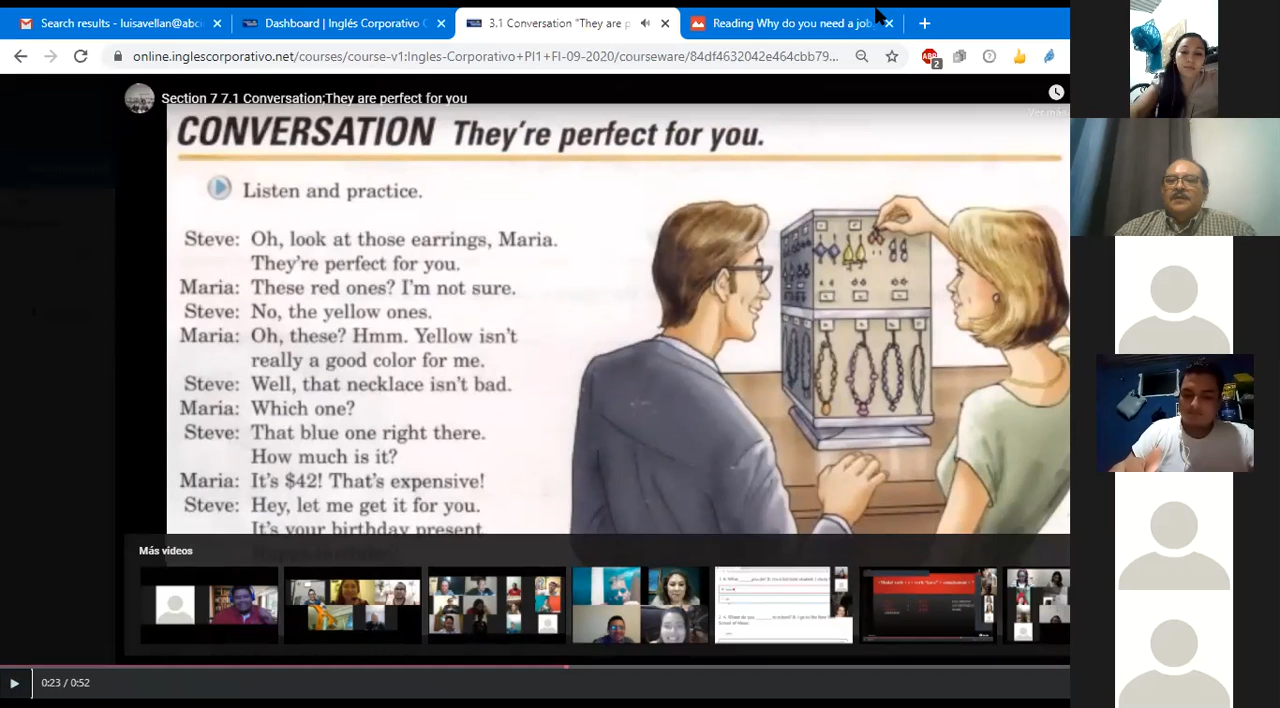 Search results - luisavellan@abc
Dashboard | Inglés Corporativo
3.1 Conversation "They are p
Reading Why do you need a job
online.inglescorporativo.net/courses/course-v1:Ingles-Corporativo+PI1+FI-09-2020/courseware/84df4632042e464cbb79...
2
Section 7 7.1 Conversation;They are perfect for you
Ver más
CONVERSATION They're perfect for you.
Listen and practice.
Steve: Oh, look at those earrings, Maria.
They're perfect for you.
Maria: These red ones? I'm not sure.
Steve: No, the yellow ones.
Maria: Oh, these? Hmm. Yellow isn't
really a good color for me.
Steve: Well, that necklace isn't bad.
Maria: Which one?
Steve: That blue one right there.
How much is it?
Maria: It's $42! That's expensive!
Steve: Hey, let me get it for you.
It's your birthday present
Más videos
0:23 / 0:52